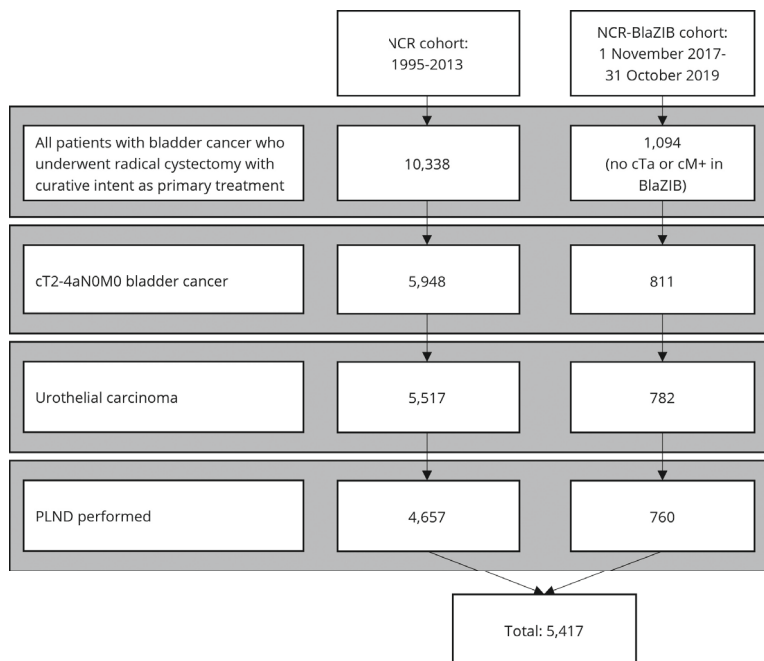 NCR cohort:
1995-2013
NCR-BlaZIB cohort:
1 November 2017-
31 October 2019
All patients with bladder cancer who
underwent radical cystectomy with
curative intent as primary treatment
10,338
1,094
(no cTa or cM+ in
BlaZIB)
cT2-4aN0M0 bladder cancer
5,948
811
Urothelial carcinoma
5,517
782
PLND performed
4,657
760
Total: 5,417